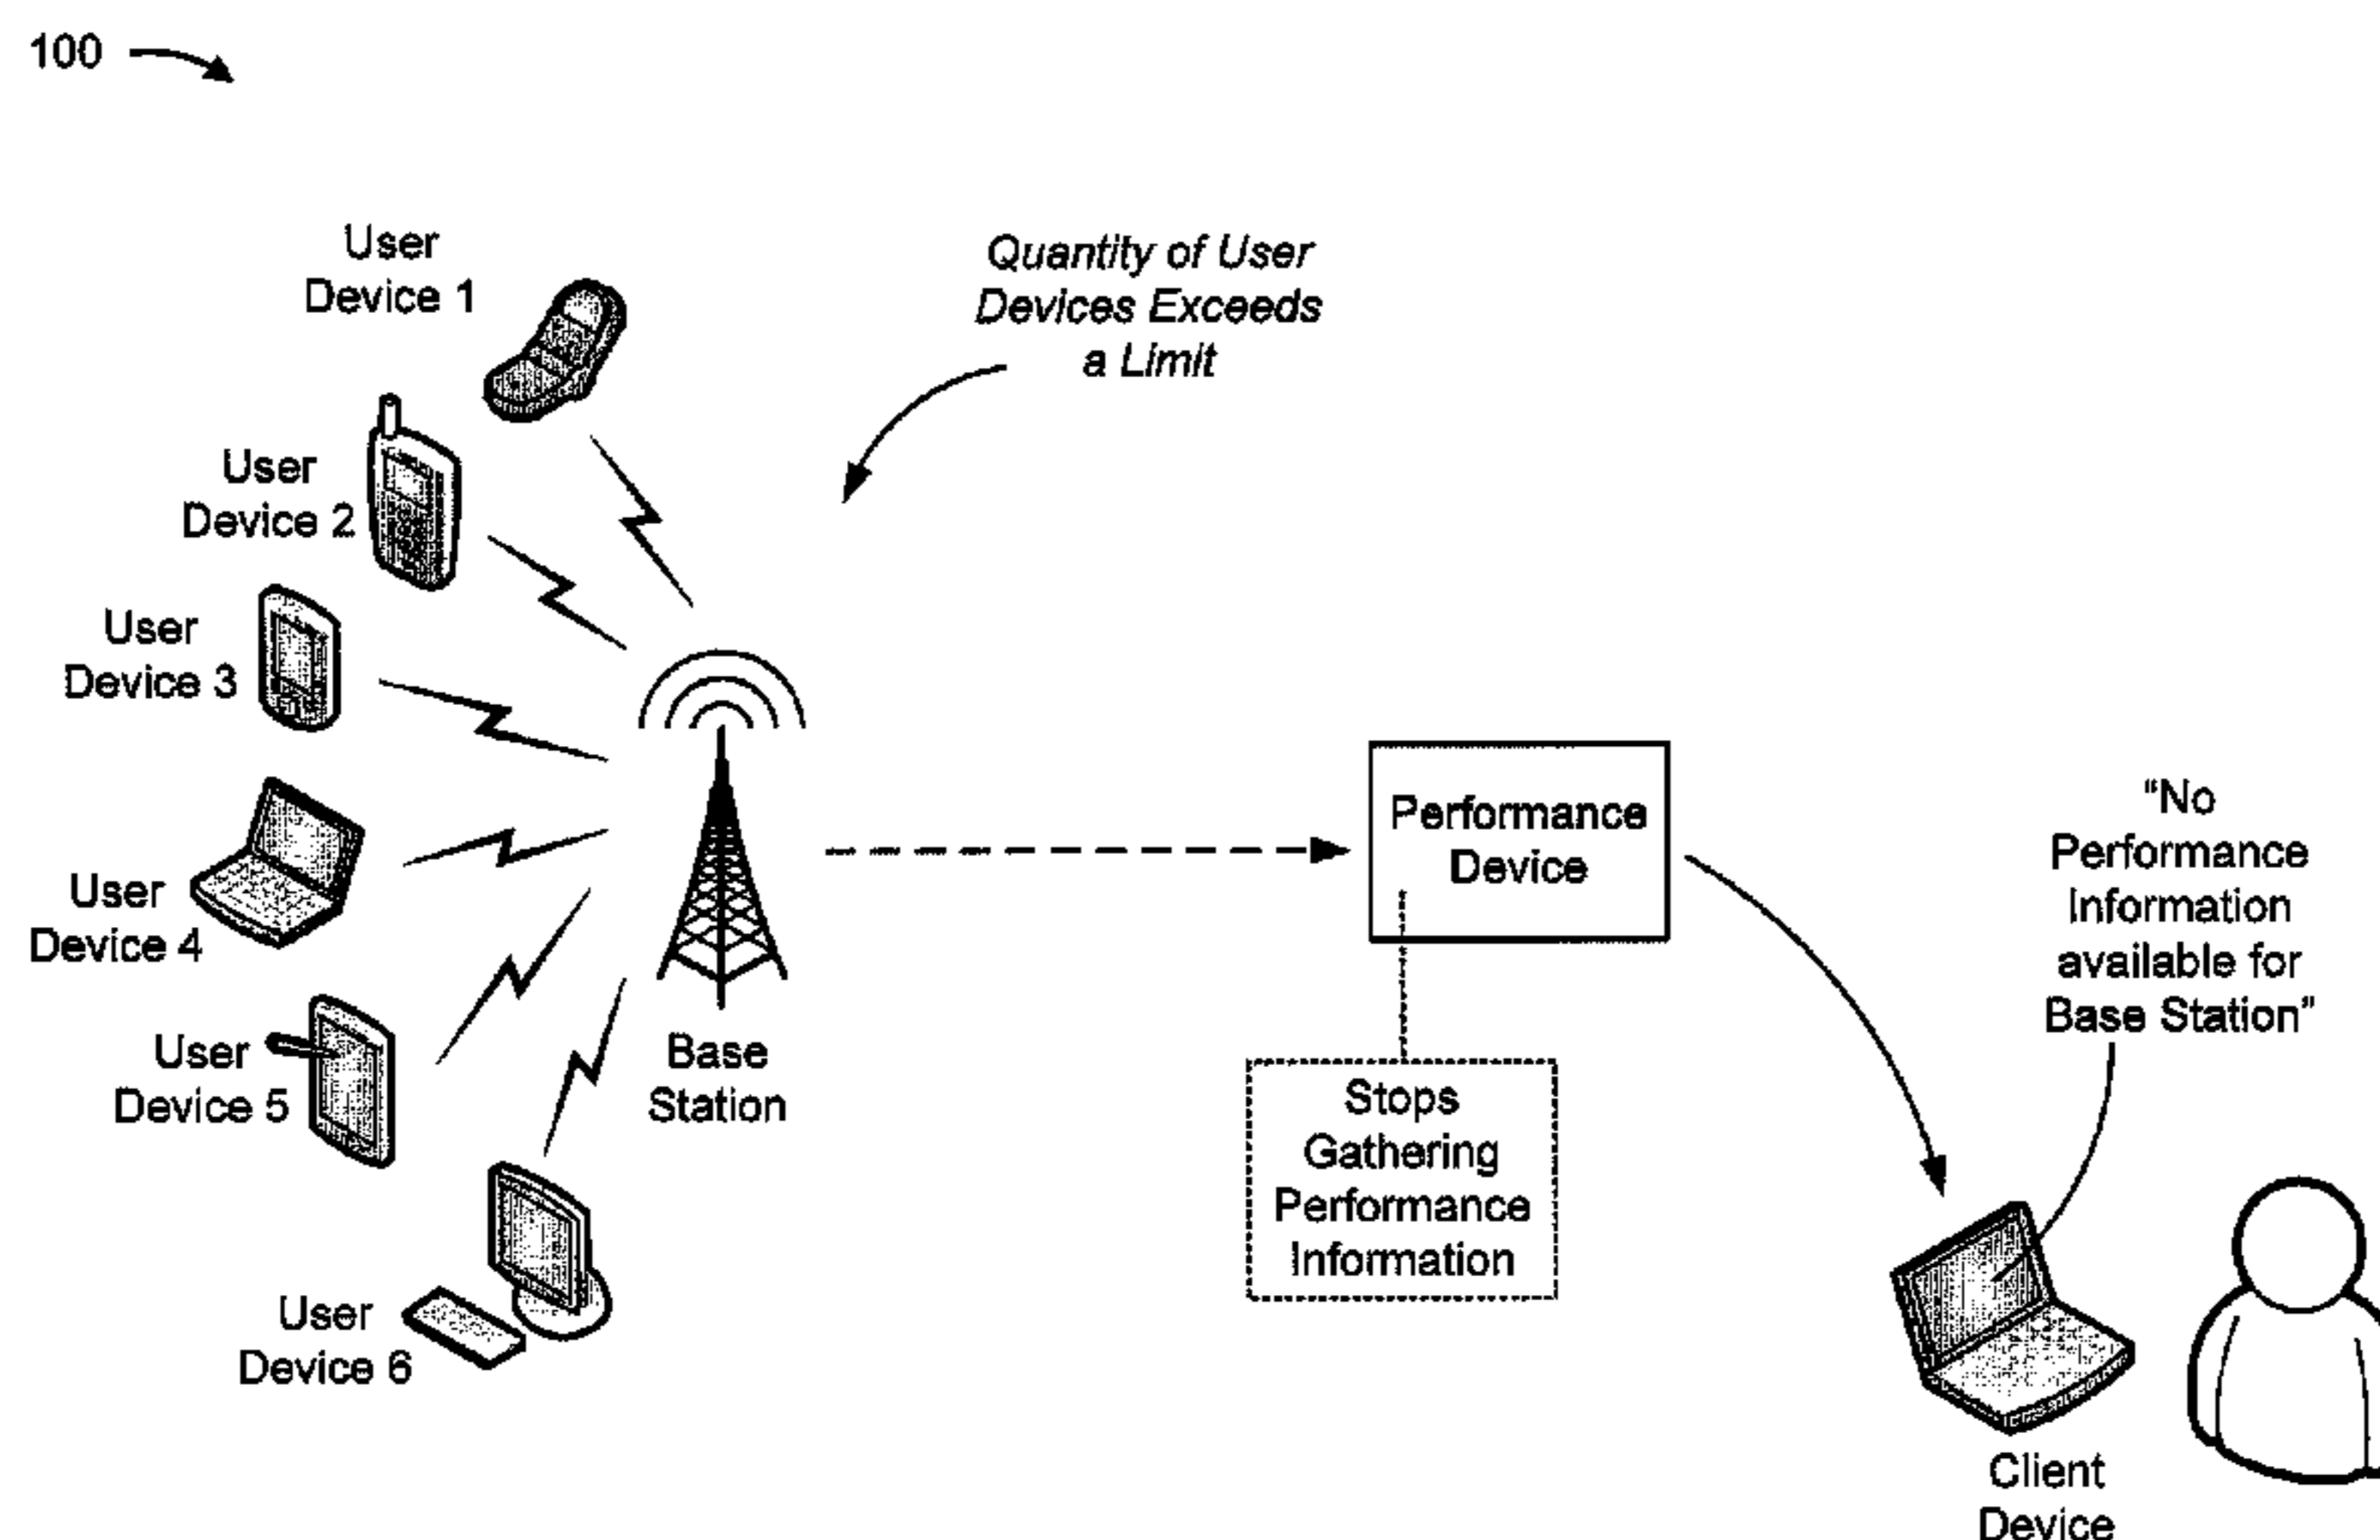 100
User
Device 1
Quantity of User
Devices Exceeds
a Limit
User
Device 2
User
Device 3
User
Device 4
User
Device 5
User
Device 6
Base
Station
Performance
Device
Stops
Gathering
Performance
Information
"No
Performance
Information
available for
Base Station"
Client
Device